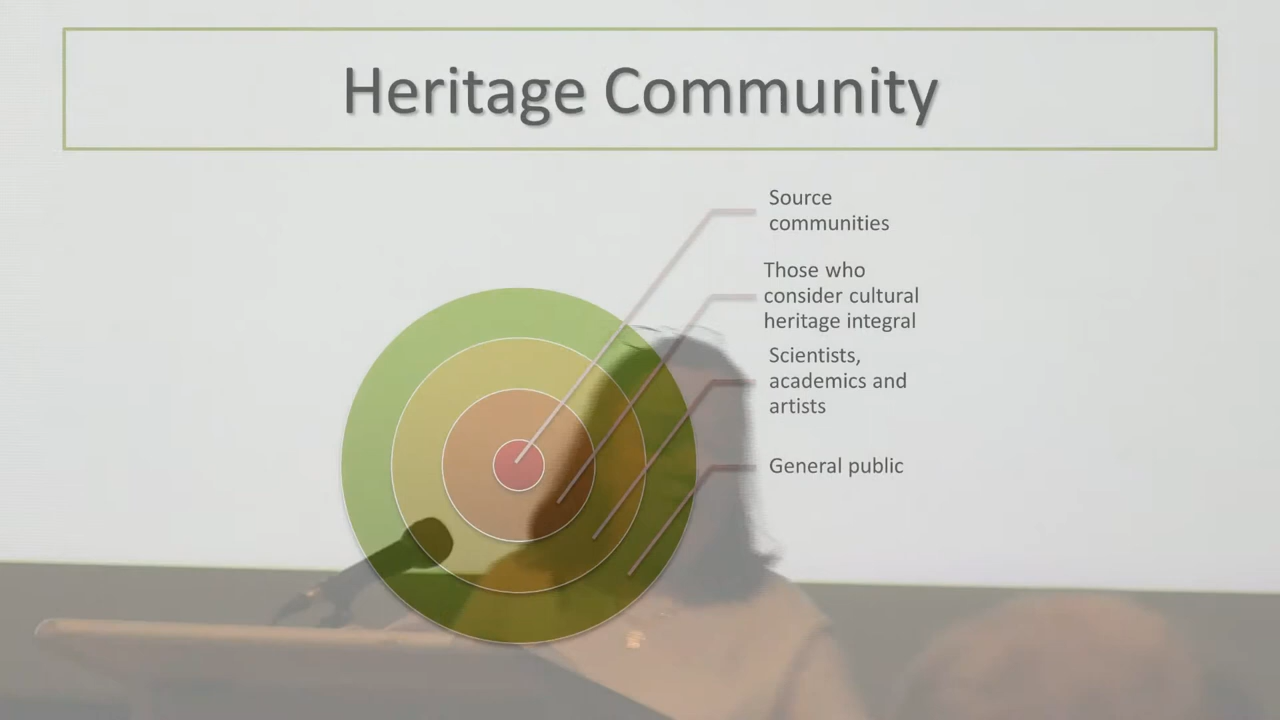 Heritage Community
Source
communities
Those who
consider cultural
heritage integral
Scientists,
academics and
artists
General public